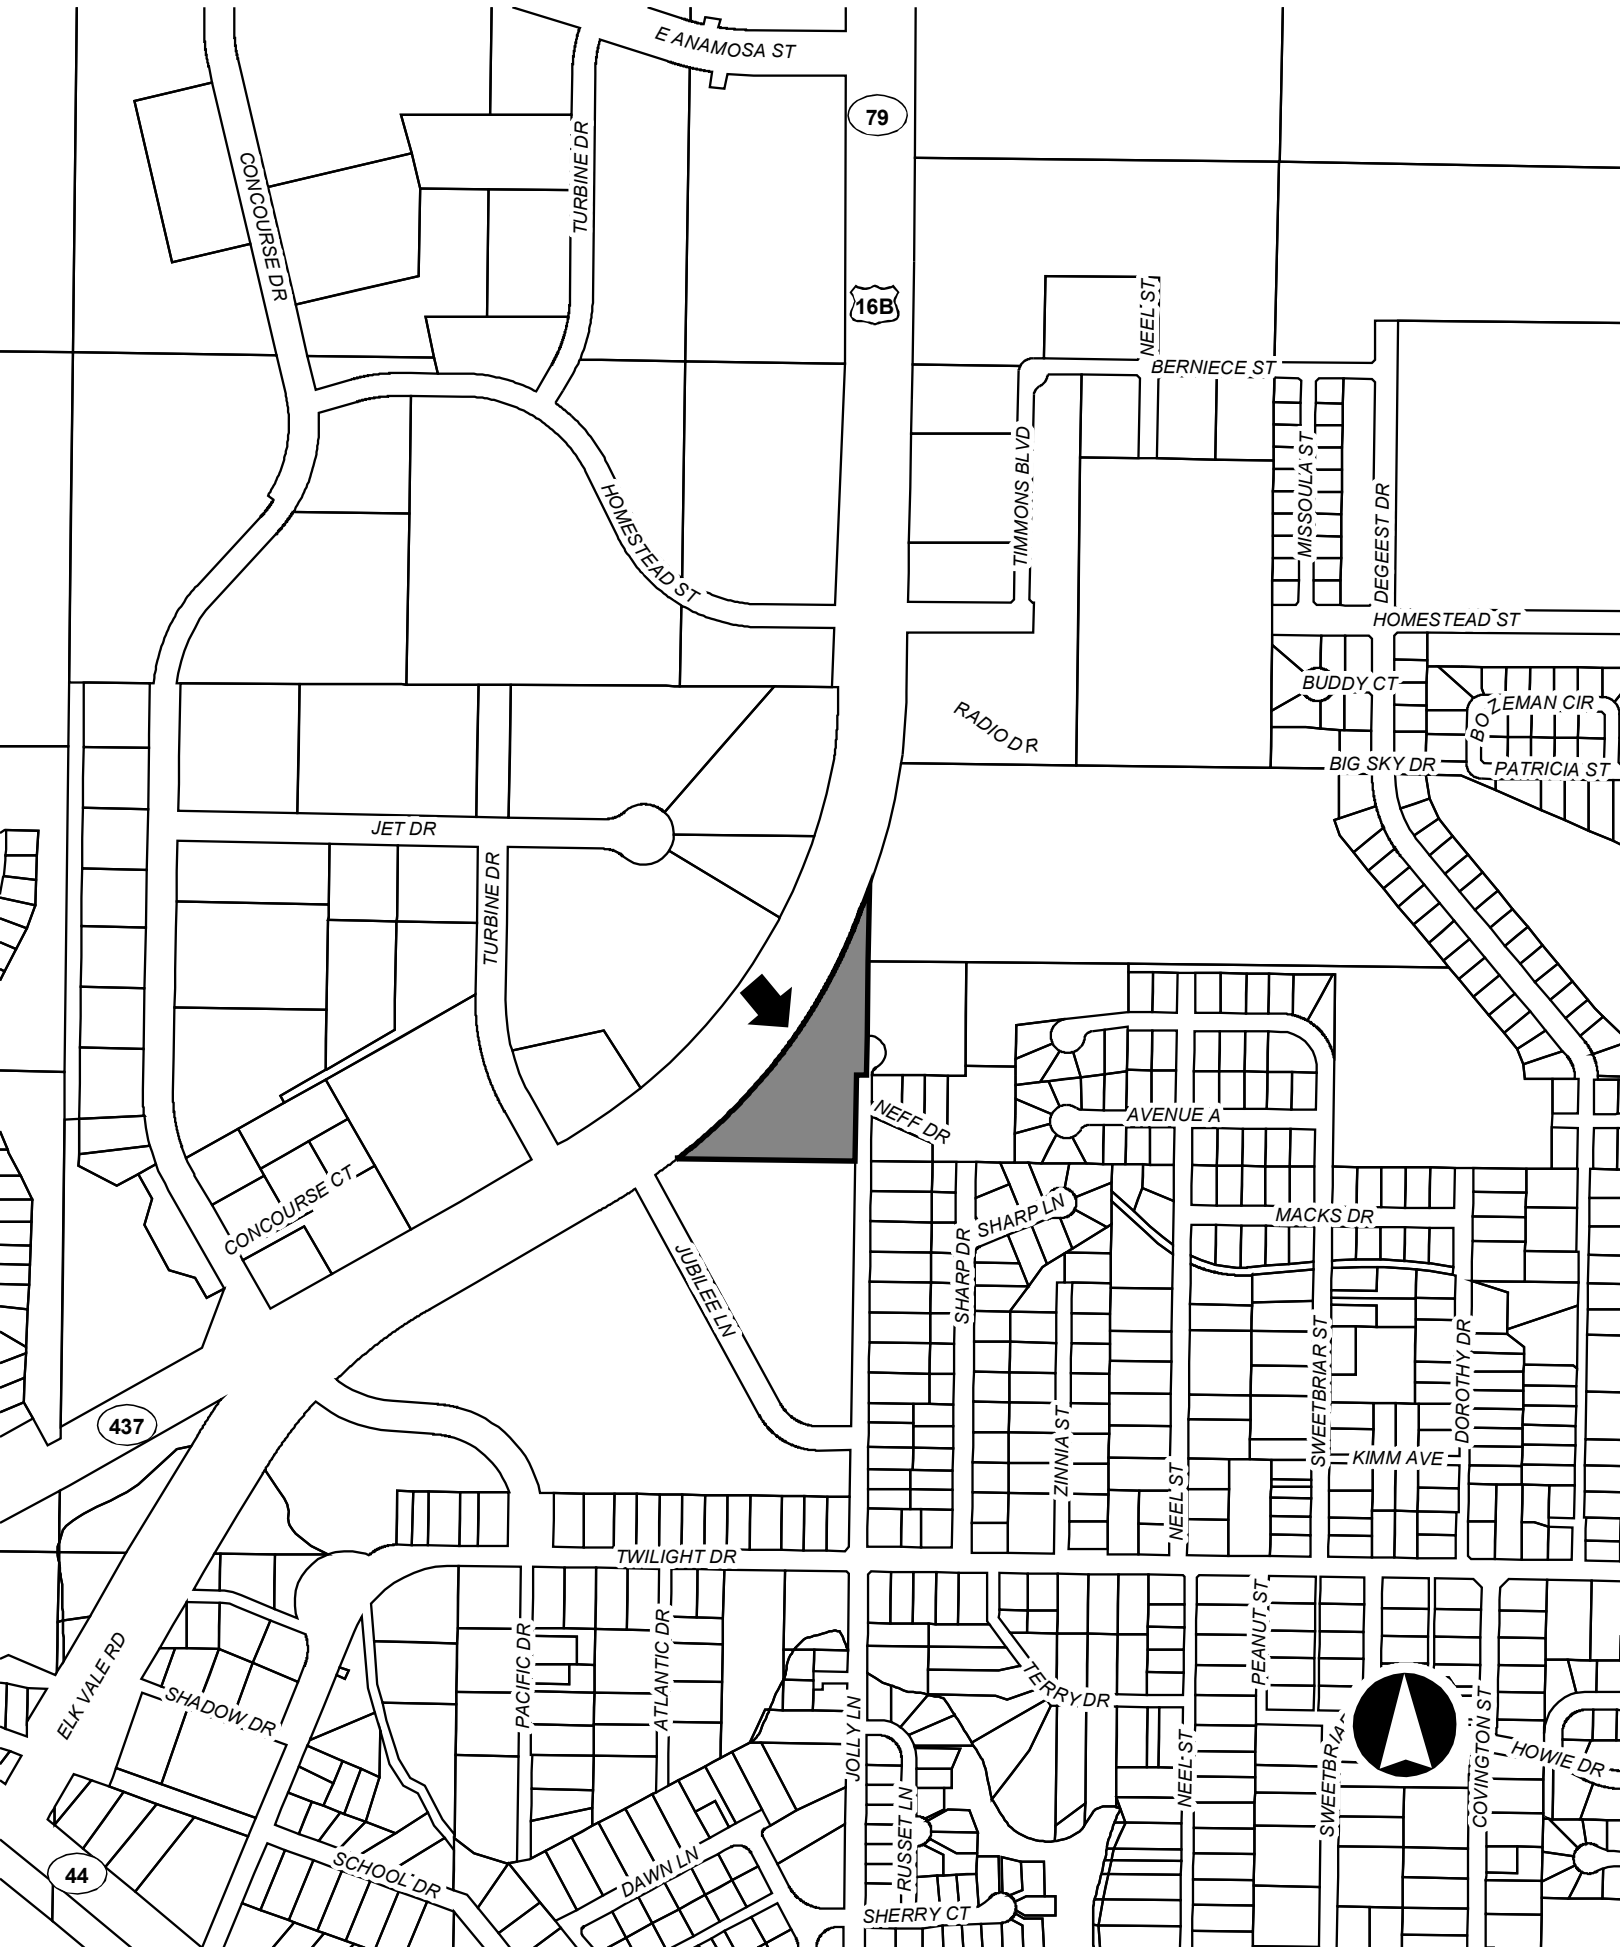 E ANAMOSA ST
79
CONCOURSE DR
TURBINE DR
16B
NEEL ST
BERNIECE ST
TIMMONS BLVD
MISSOULA ST
DEGEEST DR
HOMESTEAD ST
HOMESTEAD ST
BUDDY CT
BOZEMAN CIR
RADIO DR
BIG SKY DR
PATRICIA ST
JET DR
TURBINE DR
NEFF DR
AVENUE A
CONCOURSE CT
SHARP LN
MACKS DR
SHARP DR
JUBILEE LN
SWEETBRIAR ST
DOROTHY DR
437
ZINNIA ST
NEEL ST
KIMM AVE
TWILIGHT DR
PEANUT ST
ELK VALE RD
SHADOW DR
PACIFIC DR
ATLANTIC DR
TERRY DR
JOLLY LN
NEEL ST
SWEETBRIA
COVINGTON ST
HOWIE DR
RUSSET LN
44
SCHOOL DR
DAWN LN
SHERRY CT